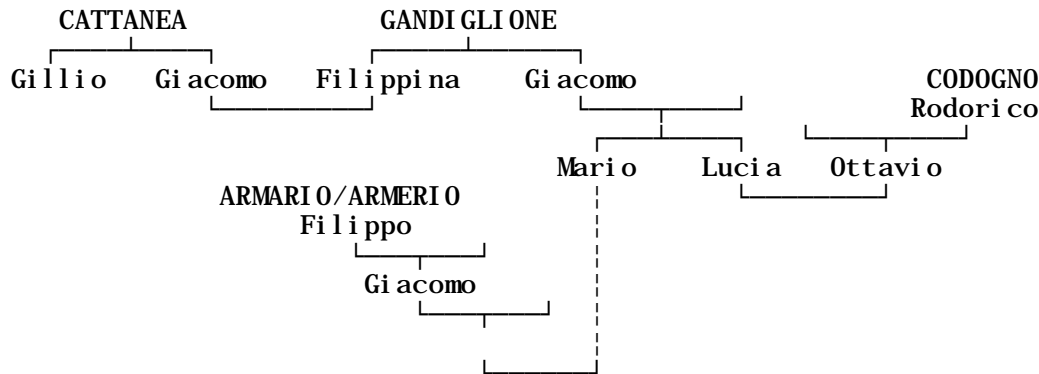 CATTANEA GANDIGLIONE
Gillio Giacomo Filippina Giacomo CODOGNO
Rodorico
Mario Lucia Ottavio
ARMARIO/ARMERIO
Filippo
Giacomo